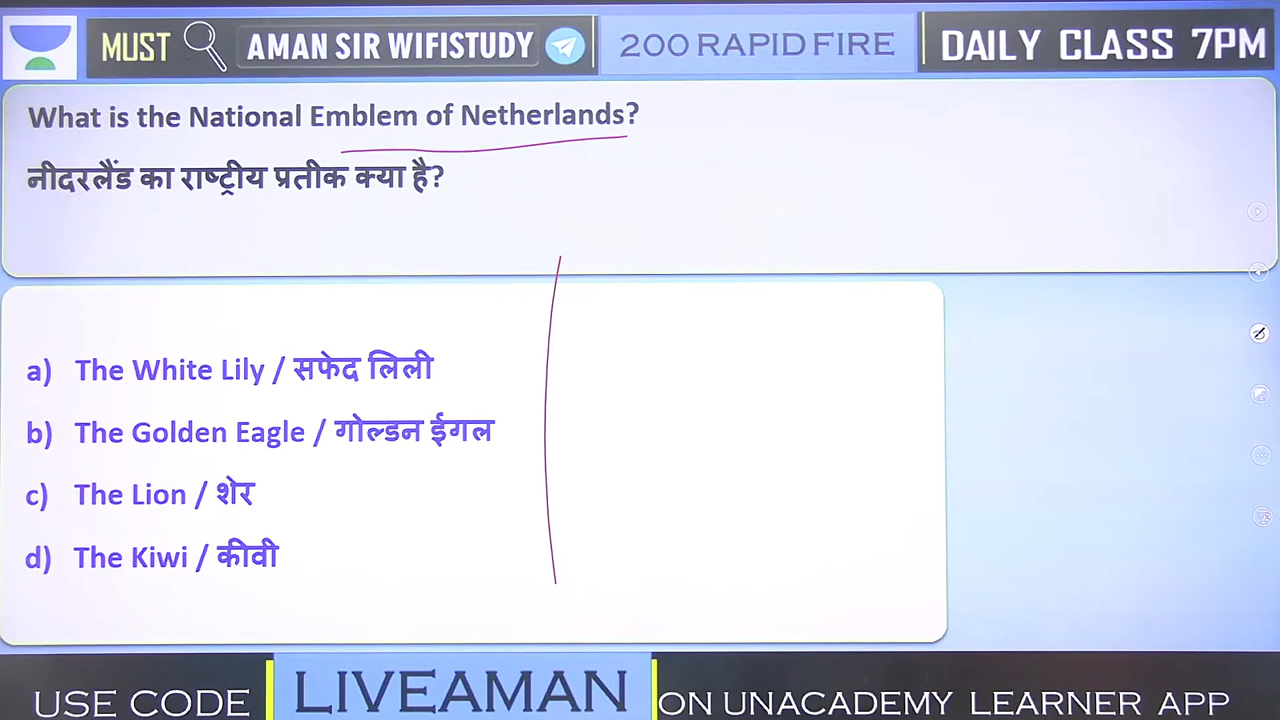 MUST AMAN SIR WIFISTUDY 200 RAPID FIRE DAILY CLASS 7PM
What is the National Emblem of Netherlands?
नीदरलैंड का राष्ट्रीय प्रतीक क्या है?
a) The White Lily / सफेद लिली
b) The Golden Eagle / गोल्डन ईगल
c) The Lion / शेर
d) The Kiwi / कीवी
USE CODE LIVEAMAN ON UNACADEMY LEARNER APP